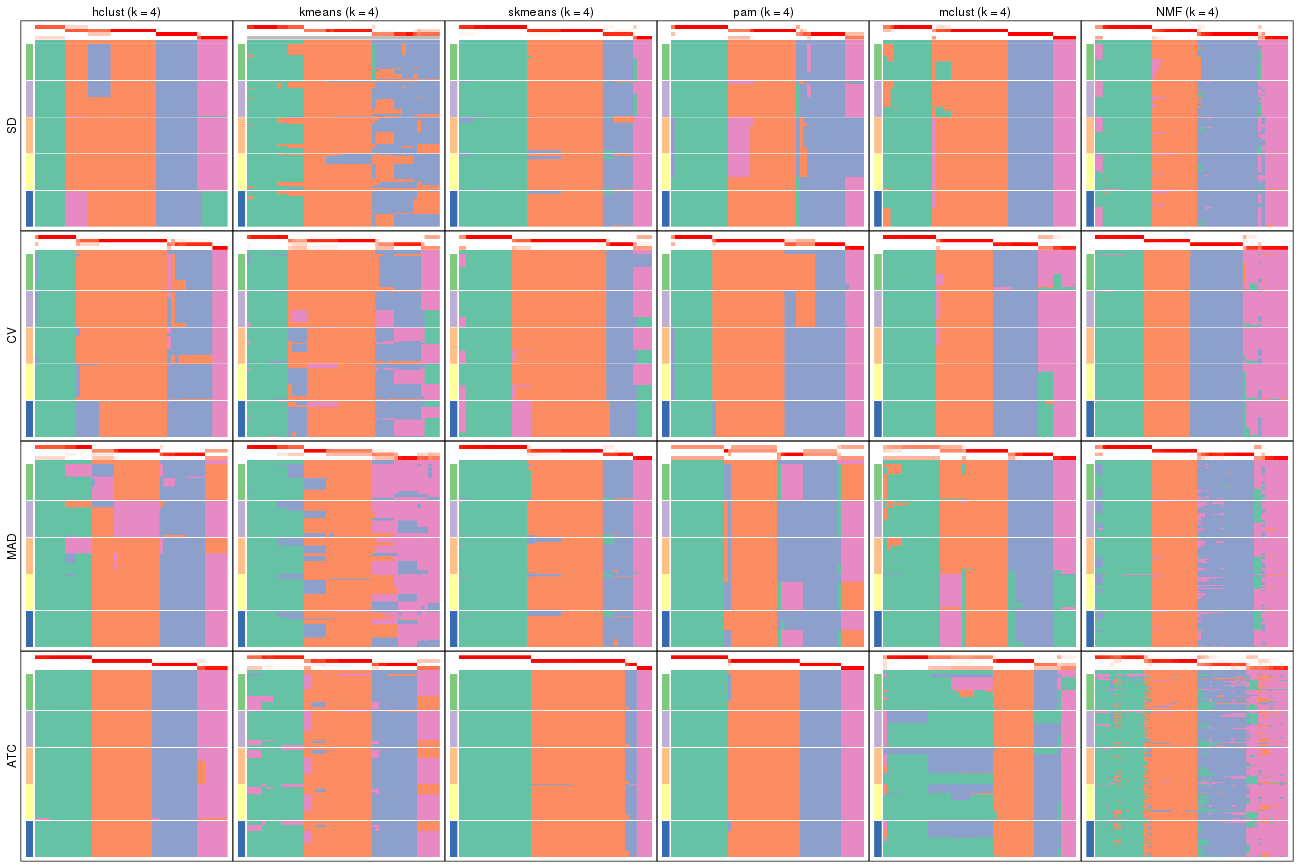 hclust (k = 4)
kmeans (k = 4)
skmeans (k = 4)
pam (k = 4)
mclust (k = 4)
NMF (k = 4)
SD
CV
MAD
ATC